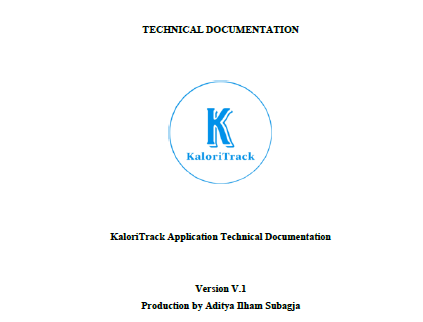 TECHNICAL DOCUMENTATION
K
KaloriTrack
KaloriTrack Application Technical Documentation
Version V.1
Production by Aditya Ilham Subagja